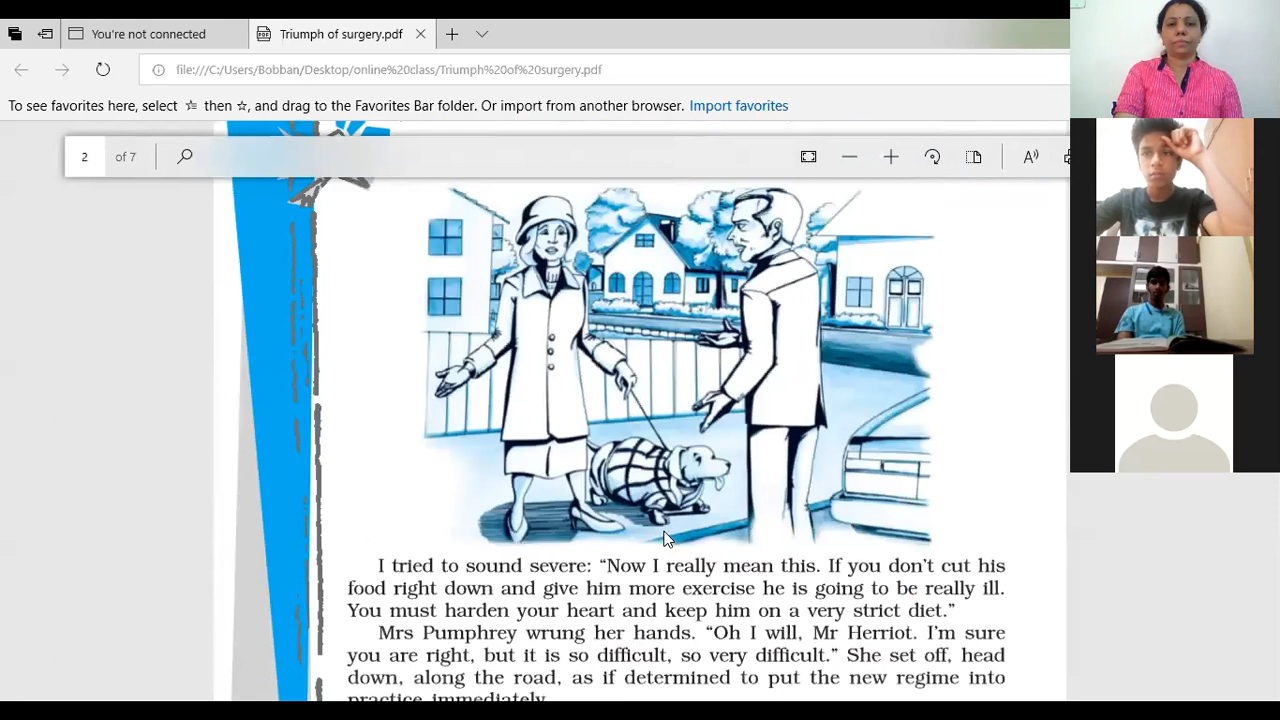 You're not connected
Triumph of surgery.pdf
file:///C:/Users/Bobban/Desktop/online%20class/Triumph%20of%20surgery.pdf
To see favorites here, select ☆ then ☆, and drag to the Favorites Bar folder. Or import from another browser. Import favorites
2 of 7
I tried to sound severe: “Now I really mean this. If you don't cut his
food right down and give him more exercise he is going to be really ill.
You must harden your heart and keep him on a very strict diet.”
Mrs Pumphrey wrung her hands. “Oh I will, Mr Herriot. I'm sure
you are right, but it is so difficult, so very difficult.” She set off, head
down, along the road, as if determined to put the new regime into
practice immediately.